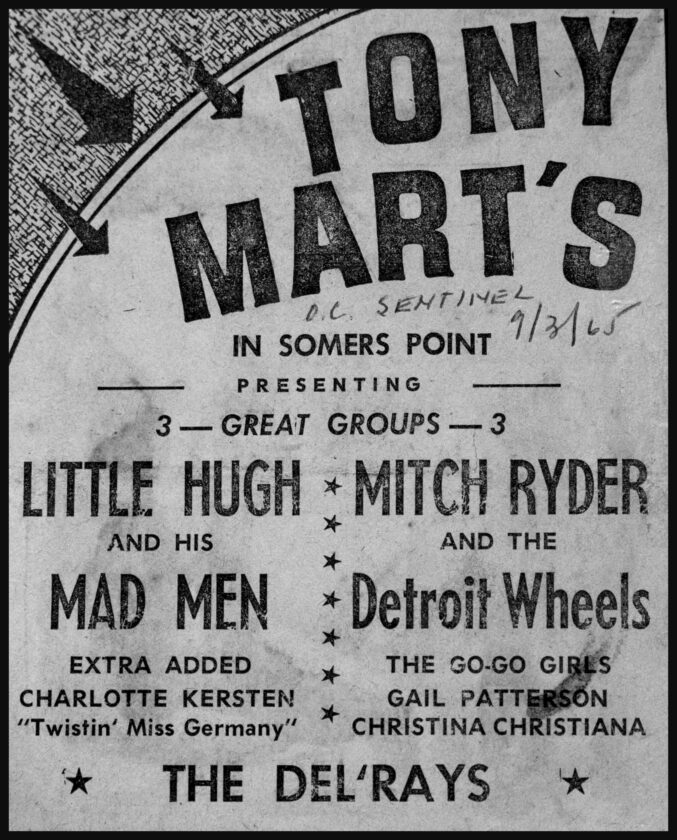 TONY
MART'S
O.C. SENTINEL
9/3/65
IN SOMERS POINT
PRESENTING
3 — GREAT GROUPS — 3
LITTLE HUGH
AND HIS
MAD MEN
EXTRA ADDED
CHARLOTTE KERSTEN
"Twistin' Miss Germany"
MITCH RYDER
AND THE
Detroit Wheels
THE GO-GO GIRLS
GAIL PATTERSON
CHRISTINA CHRISTIANA
THE DEL'RAYS